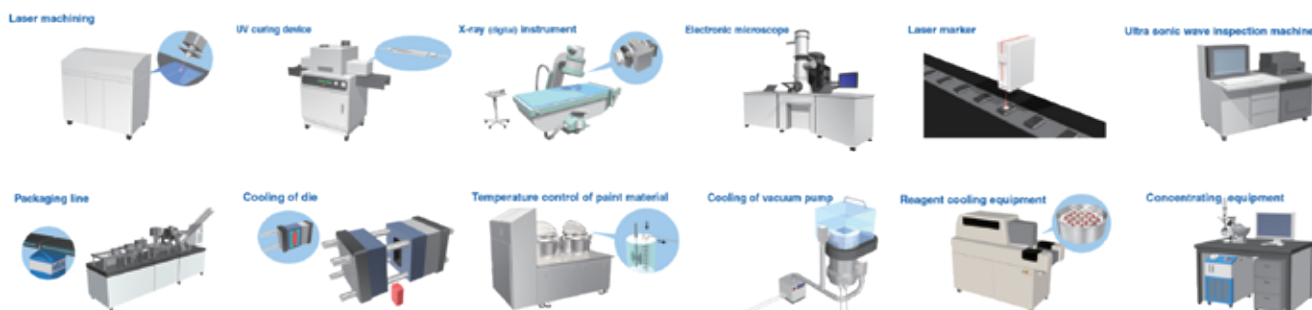 Laser machining
UV curing device
X-ray (digital) instrument
Electronic microscope
Laser marker
Ultra sonic wave inspection machine
Packaging line
Cooling of die
Temperature control of paint material
Cooling of vacuum pump
Reagent cooling equipment
Concentrating equipment